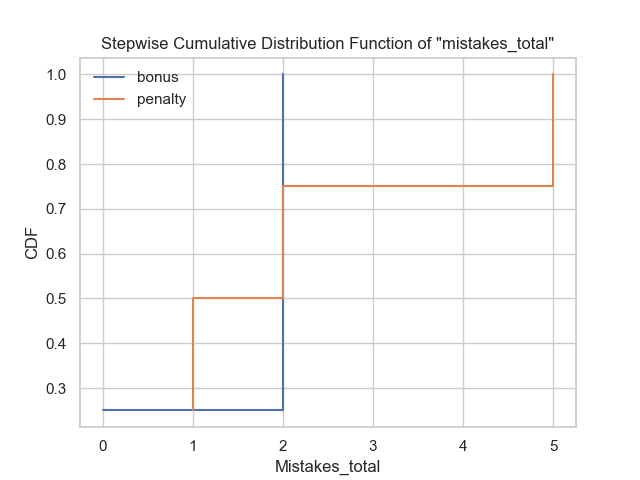 Stepwise Cumulative Distribution Function of "mistakes_total"
bonus
penalty
1.0
0.9
0.8
0.7
0.6
0.5
0.4
0.3
CDF
0 1 2 3 4 5
Mistakes_total